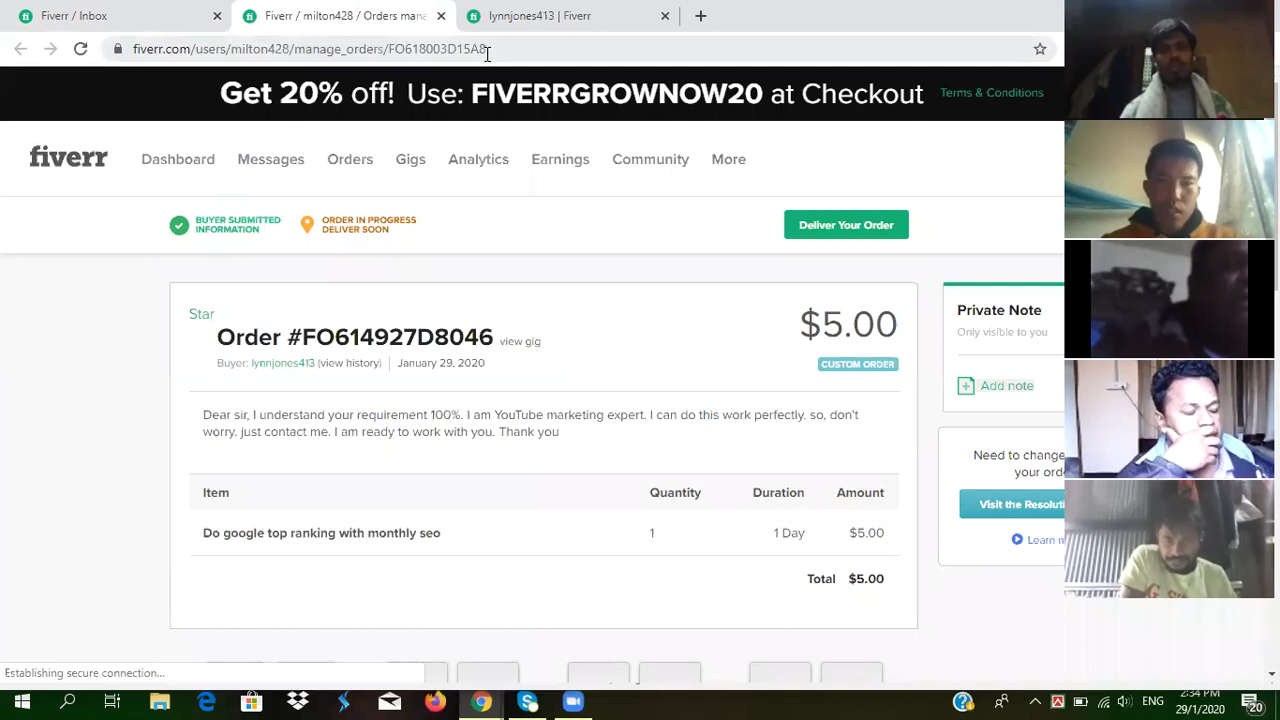 Fiverr / Inbox
Fiverr / milton428 / Orders mana
lynnjones413 | Fiverr
fiverr.com/users/milton428/manage_orders/FO618003D15A8
Get 20% off! Use: FIVERRGROWNOW20 at Checkout
Terms & Conditions
fiverr
Dashboard
Messages
Orders
Gigs
Analytics
Earnings
Community
More
BUYER SUBMITTED
INFORMATION
ORDER IN PROGRESS
DELIVER SOON
Deliver Your Order
Star
Order #FO614927D8046 view gig
$5.00
Buyer: lynnjones413 (view history) | January 29, 2020
CUSTOM ORDER
Dear sir, I understand your requirement 100%. I am YouTube marketing expert. I can do this work perfectly. so, don't
worry. just contact me. I am ready to work with you. Thank you
Item Quantity Duration Amount
Do google top ranking with monthly seo 1 1 Day $5.00
Total $5.00
Private Note
Only visible to you
Add note
Need to change
your orde
Visit the Resoluti
Learn m
Establishing secure connection...
ENG
2:34 PM
29/1/2020
20